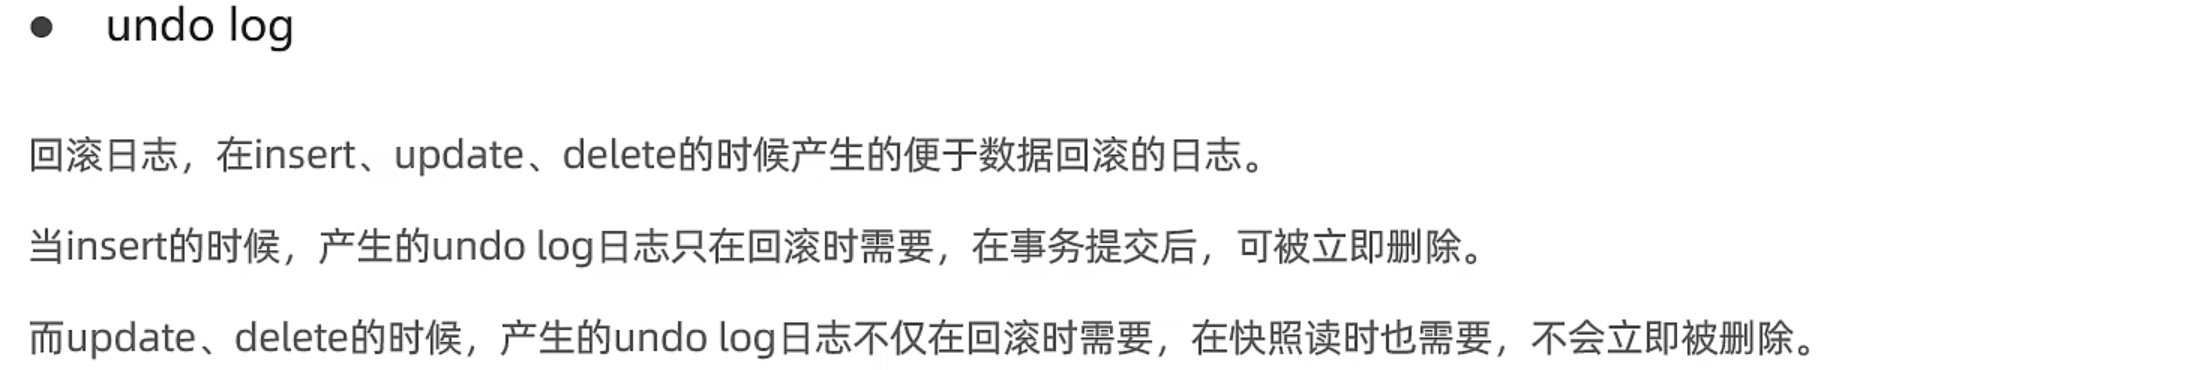 ● undo log
回滚日志，在insert、update、delete的时候产生的便于数据回滚的日志。
当insert的时候，产生的undo log日志只在回滚时需要，在事务提交后，可被立即删除。
而update、delete的时候，产生的undo log日志不仅在回滚时需要，在快照读时也需要，不会立即被删除。